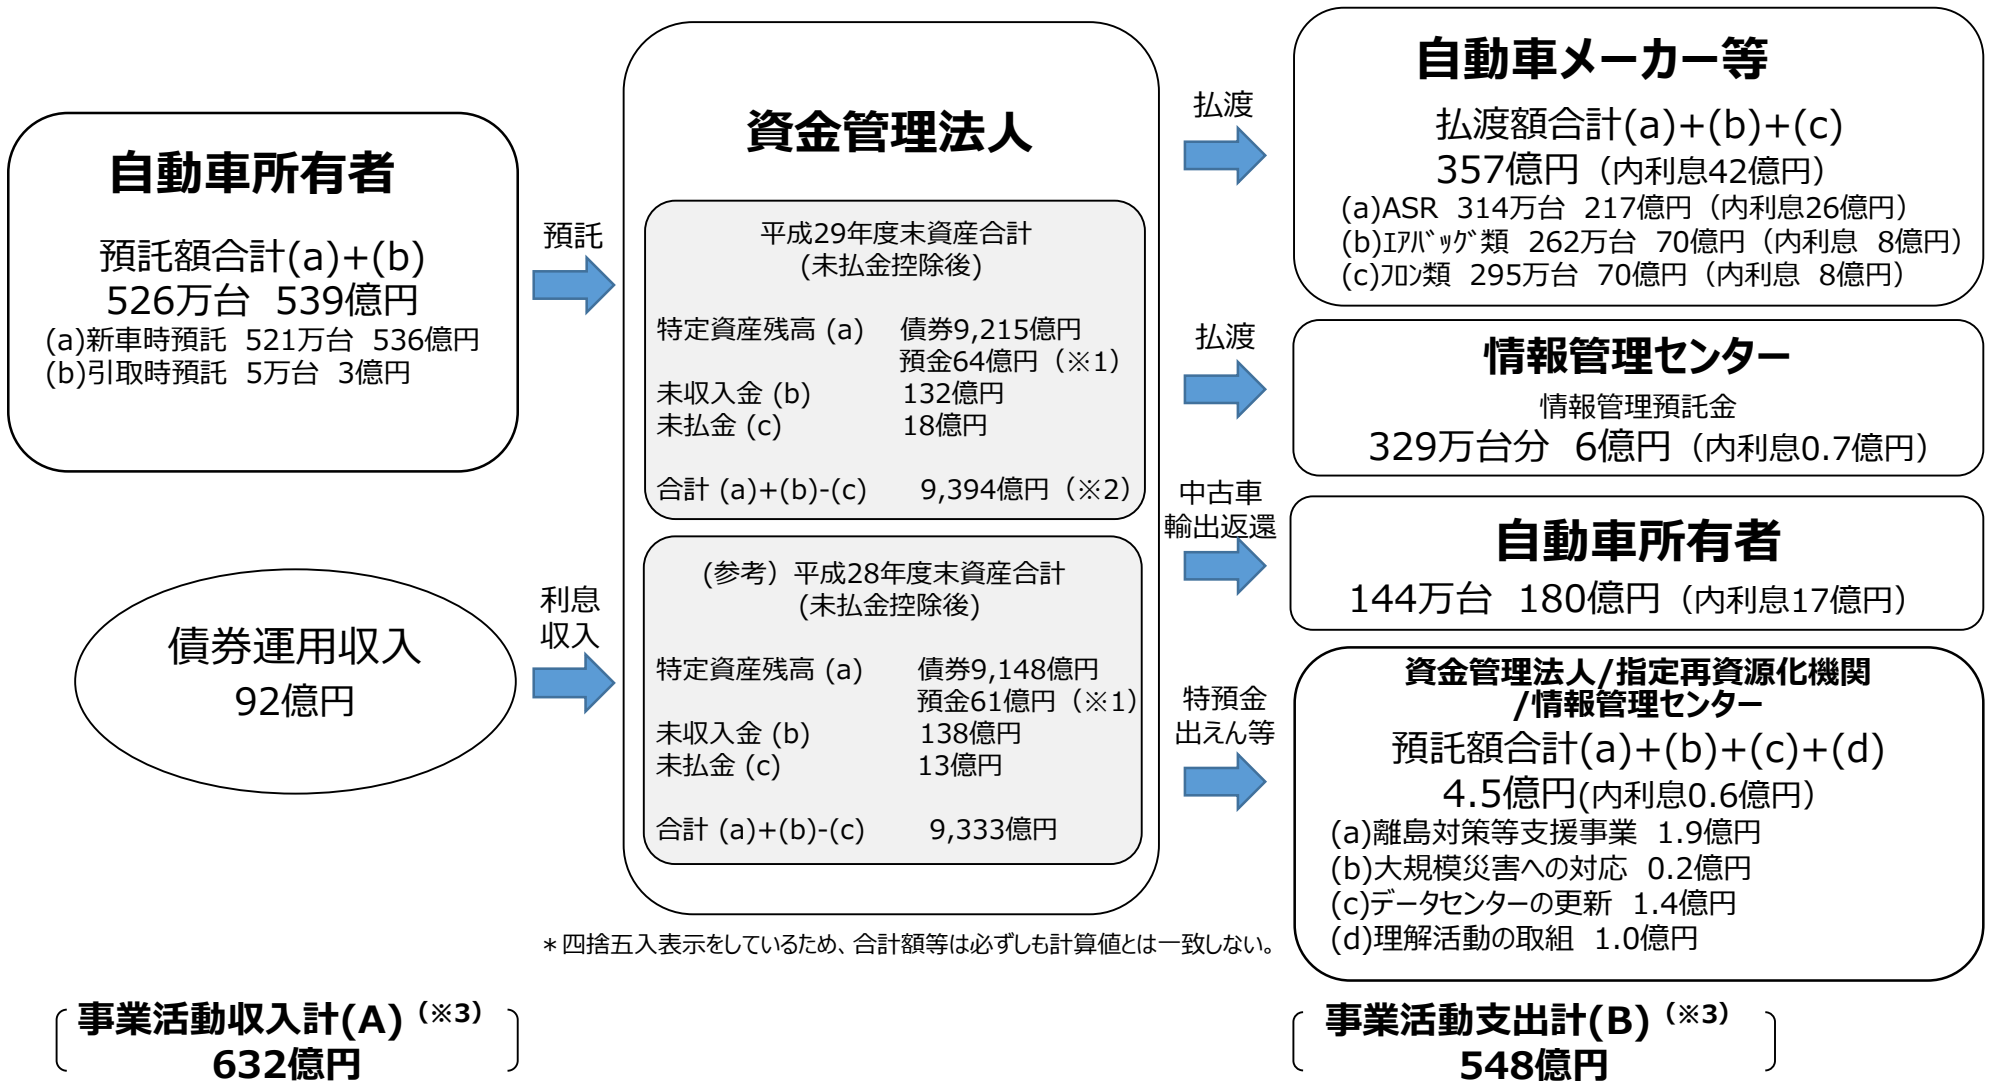 自動車所有者
預託額合計(a)+(b)
526万台 539億円
(a)新車時預託 521万台 536億円
(b)引取時預託 5万台 3億円
預託
債券運用収入
92億円
利息
収入
資金管理法人
平成29年度末資産合計
(未払金控除後)
特定資産残高 (a) 債券9,215億円
預金64億円（※1）
未収入金 (b) 132億円
未払金 (c) 18億円
合計 (a)+(b)-(c) 9,394億円（※2）
(参考）平成28年度末資産合計
(未払金控除後)
特定資産残高 (a) 債券9,148億円
預金61億円（※1）
未収入金 (b) 138億円
未払金 (c) 13億円
合計 (a)+(b)-(c) 9,333億円
払渡
自動車メーカー等
払渡額合計(a)+(b)+(c)
357億円（内利息42億円）
(a)ASR 314万台 217億円（内利息26億円）
(b)ｴｱﾊﾞｯｸﾞ類 262万台 70億円（内利息 8億円）
(c)ﾌﾛﾝ類 295万台 70億円（内利息 8億円）
払渡
情報管理センター
情報管理預託金
329万台分 6億円（内利息0.7億円）
中古車
輸出返還
自動車所有者
144万台 180億円（内利息17億円）
特預金
出えん等
資金管理法人/指定再資源化機関
/情報管理センター
預託額合計(a)+(b)+(c)+(d)
4.5億円(内利息0.6億円）
(a)離島対策等支援事業 1.9億円
(b)大規模災害への対応 0.2億円
(c)データセンターの更新 1.4億円
(d)理解活動の取組 1.0億円
＊四捨五入表示をしているため、合計額等は必ずしも計算値とは一致しない。
事業活動収入計(A)（※3）
632億円
事業活動支出計(B)（※3）
548億円